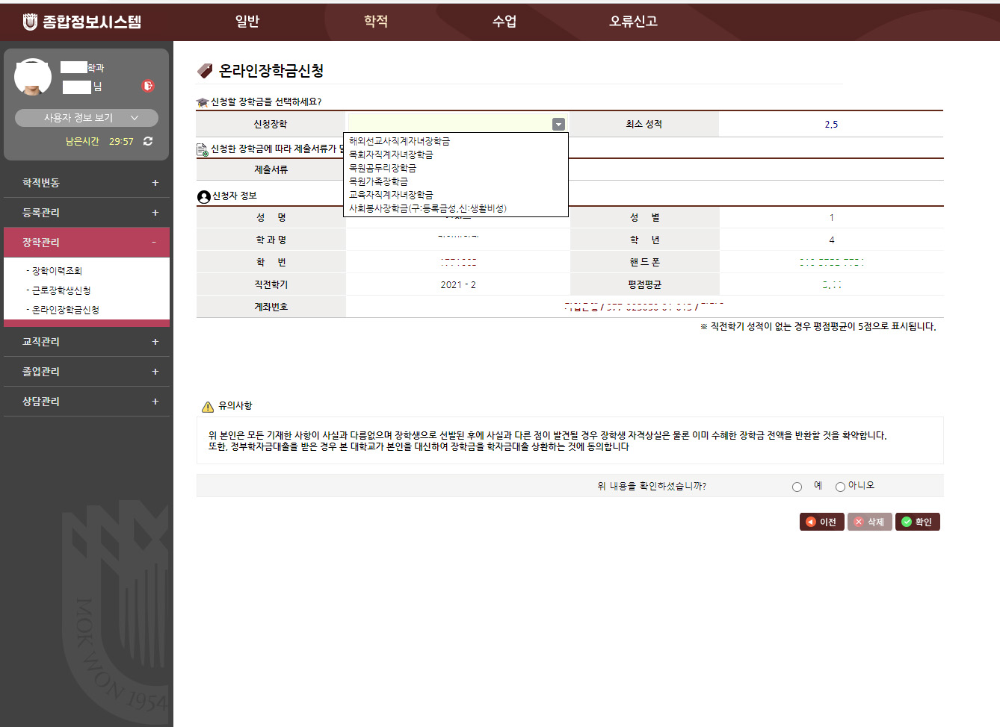 종합정보시스템
일반
학적
수업
오류신고
학과
님
사용자 정보 보기
남은시간 29:57
학적변동 +
등록관리 +
장학관리 -
- 장학이력조회
- 근로장학생신청
- 온라인장학금신청
교직관리 +
졸업관리 +
상담관리 +
MOK WON 1954
온라인장학금신청
신청할 장학금을 선택하세요?
신청장학
최소 성적 2.5
해외선교사직계자녀장학금
목회자직계자녀장학금
목원곰두리장학금
목원가족장학금
교육자직계자녀장학금
사회봉사장학금(구:등록금성,신:생활비성)
신청한 장학금에 따라 제출서류가
제출서류
신청자 정보
성 명
성 별 1
학 과 명
학 년 4
학 번
핸 드 폰
직전학기 2021 - 2
평점평균
계좌번호
※ 직전학기 성적이 없는 경우 평점평균이 5점으로 표시됩니다.
유의사항
위 본인은 모든 기재한 사항이 사실과 다름없으며 장학생으로 선발된 후에 사실과 다른 점이 발견될 경우 장학생 자격상실은 물론 이미 수혜한 장학금 전액을 반환할 것을 확약합니다.
또한, 정부학자금대출을 받은 경우 본 대학교가 본인을 대신하여 장학금을 학자금대출 상환하는 것에 동의합니다
위 내용을 확인하셨습니까? 예 아니오
이전 삭제 확인